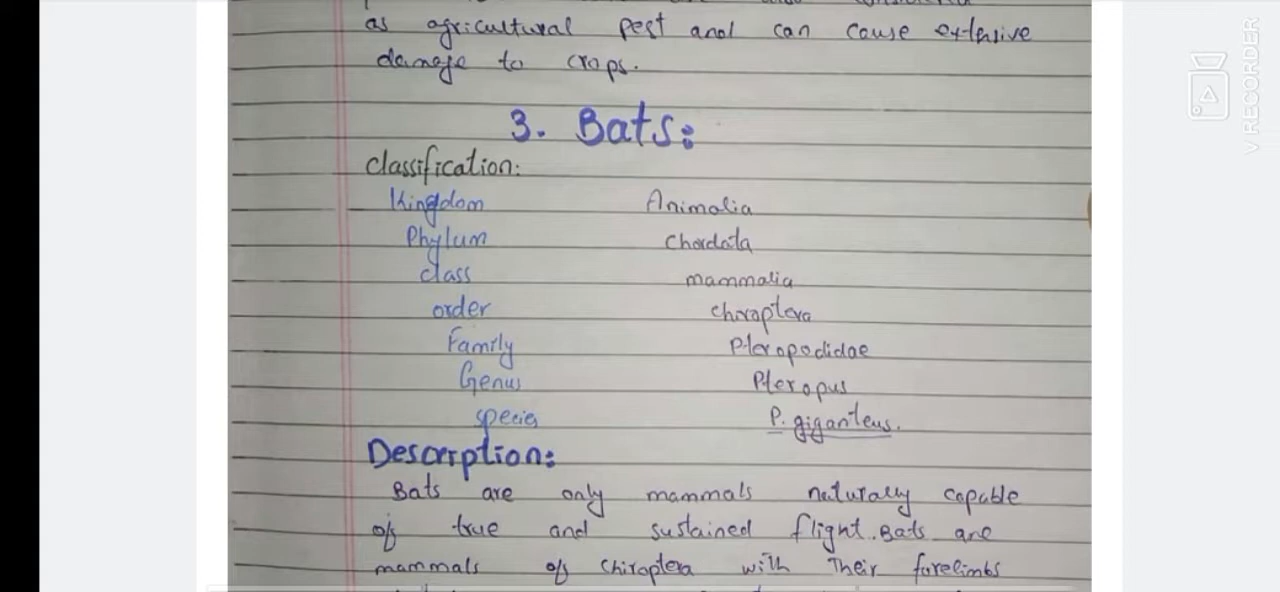 as agricultural pest and can cause extensive
damage to crops.
3. Bats:
Classification:
Kingdom Animalia
Phylum Chordata
class mammalia
order chiroptera
Family Pteropodidae
Genus Pteropus
species P. giganteus.
Description:
Bats are only mammals naturally capable
of true and sustained flight. Bats are
mammals of Chiroptera with Their forelimbs
V RECORDER